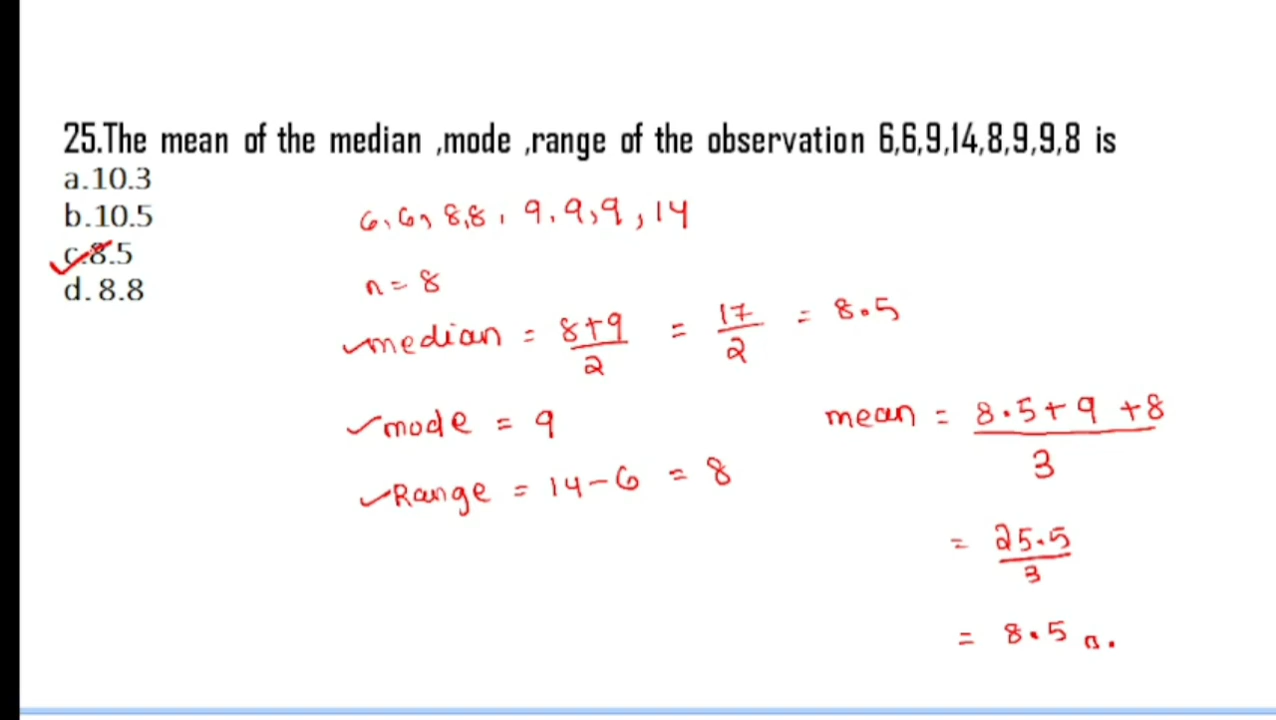 25.The mean of the median ,mode ,range of the observation 6,6,9,14,8,9,9,8 is
a.10.3
b.10.5
c.8.5
d. 8.8
6, 6, 8,8, 9, 9, 9, 14
n = 8
median = 8+9/2 = 17/2 = 8.5
mode = 9
Range = 14 - 6 = 8
mean = 8.5+9+8/3
= 25.5/3
= 8.5